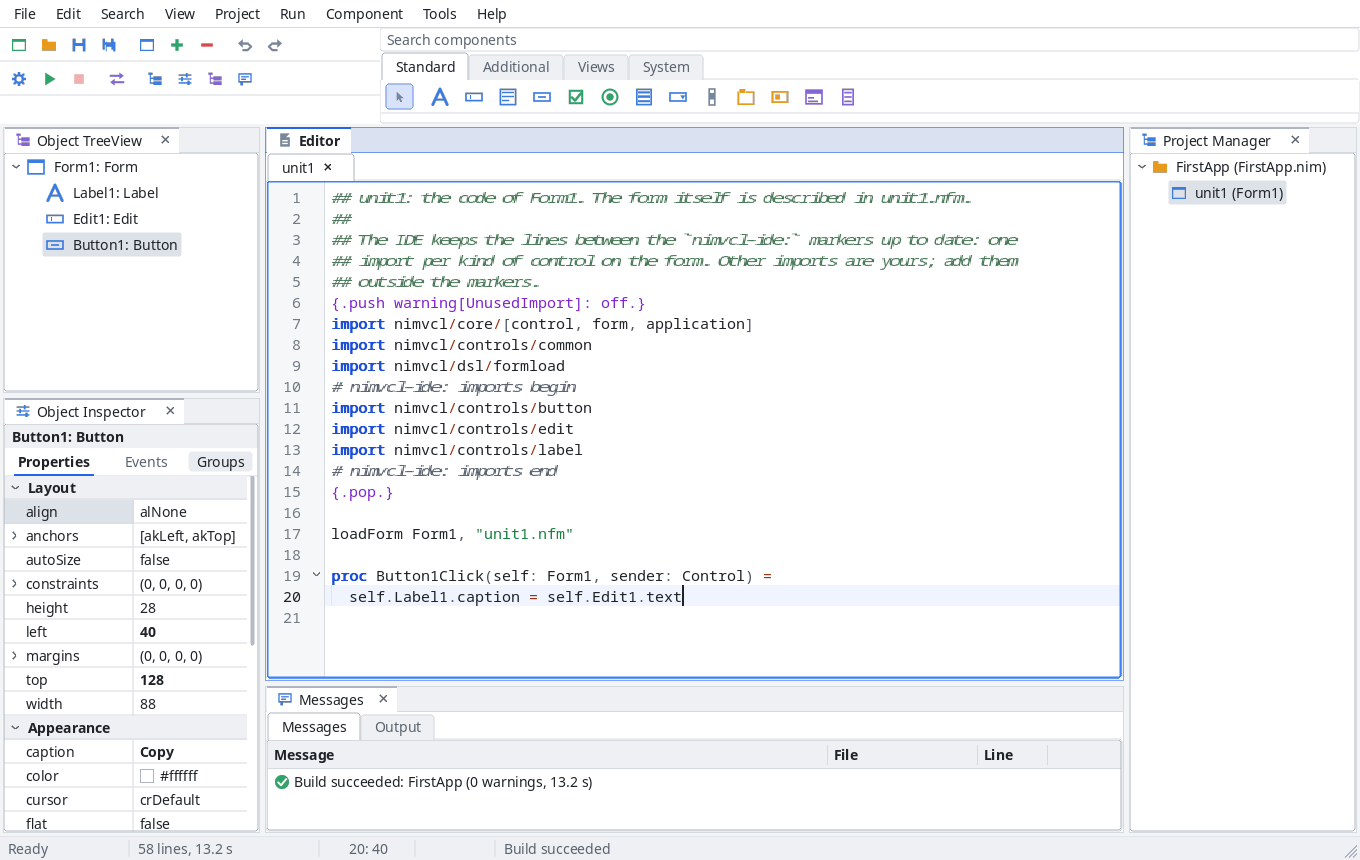 File Edit Search View Project Run Component Tools Help
Search components
Standard Additional Views System
Object TreeView
Form1: Form
Label1: Label
Edit1: Edit
Button1: Button
Object Inspector
Button1: Button
Properties Events Groups
Layout
align alNone
anchors [akLeft, akTop]
autoSize false
constraints (0, 0, 0, 0)
height 28
left 40
margins (0, 0, 0, 0)
top 128
width 88
Appearance
caption Copy
color #ffffff
cursor crDefault
flat false
Editor
unit1
1 ## unit1: the code of Form1. The form itself is described in unit1.nfm.
2 ##
3 ## The IDE keeps the lines between the `nimvcl-ide:` markers up to date: one
4 ## import per kind of control on the form. Other imports are yours; add them
5 ## outside the markers.
6 {.push warning[UnusedImport]: off.}
7 import nimvcl/core/[control, form, application]
8 import nimvcl/controls/common
9 import nimvcl/dsl/formload
10 # nimvcl-ide: imports begin
11 import nimvcl/controls/button
12 import nimvcl/controls/edit
13 import nimvcl/controls/label
14 # nimvcl-ide: imports end
15 {.pop.}
16
17 loadForm Form1, "unit1.nfm"
18
19 proc Button1Click(self: Form1, sender: Control) =
20 self.Label1.caption = self.Edit1.text
21
Messages
Messages Output
Message File Line
Build succeeded: FirstApp (0 warnings, 13.2 s)
Project Manager
FirstApp (FirstApp.nim)
unit1 (Form1)
Ready 58 lines, 13.2 s 20: 40 Build succeeded